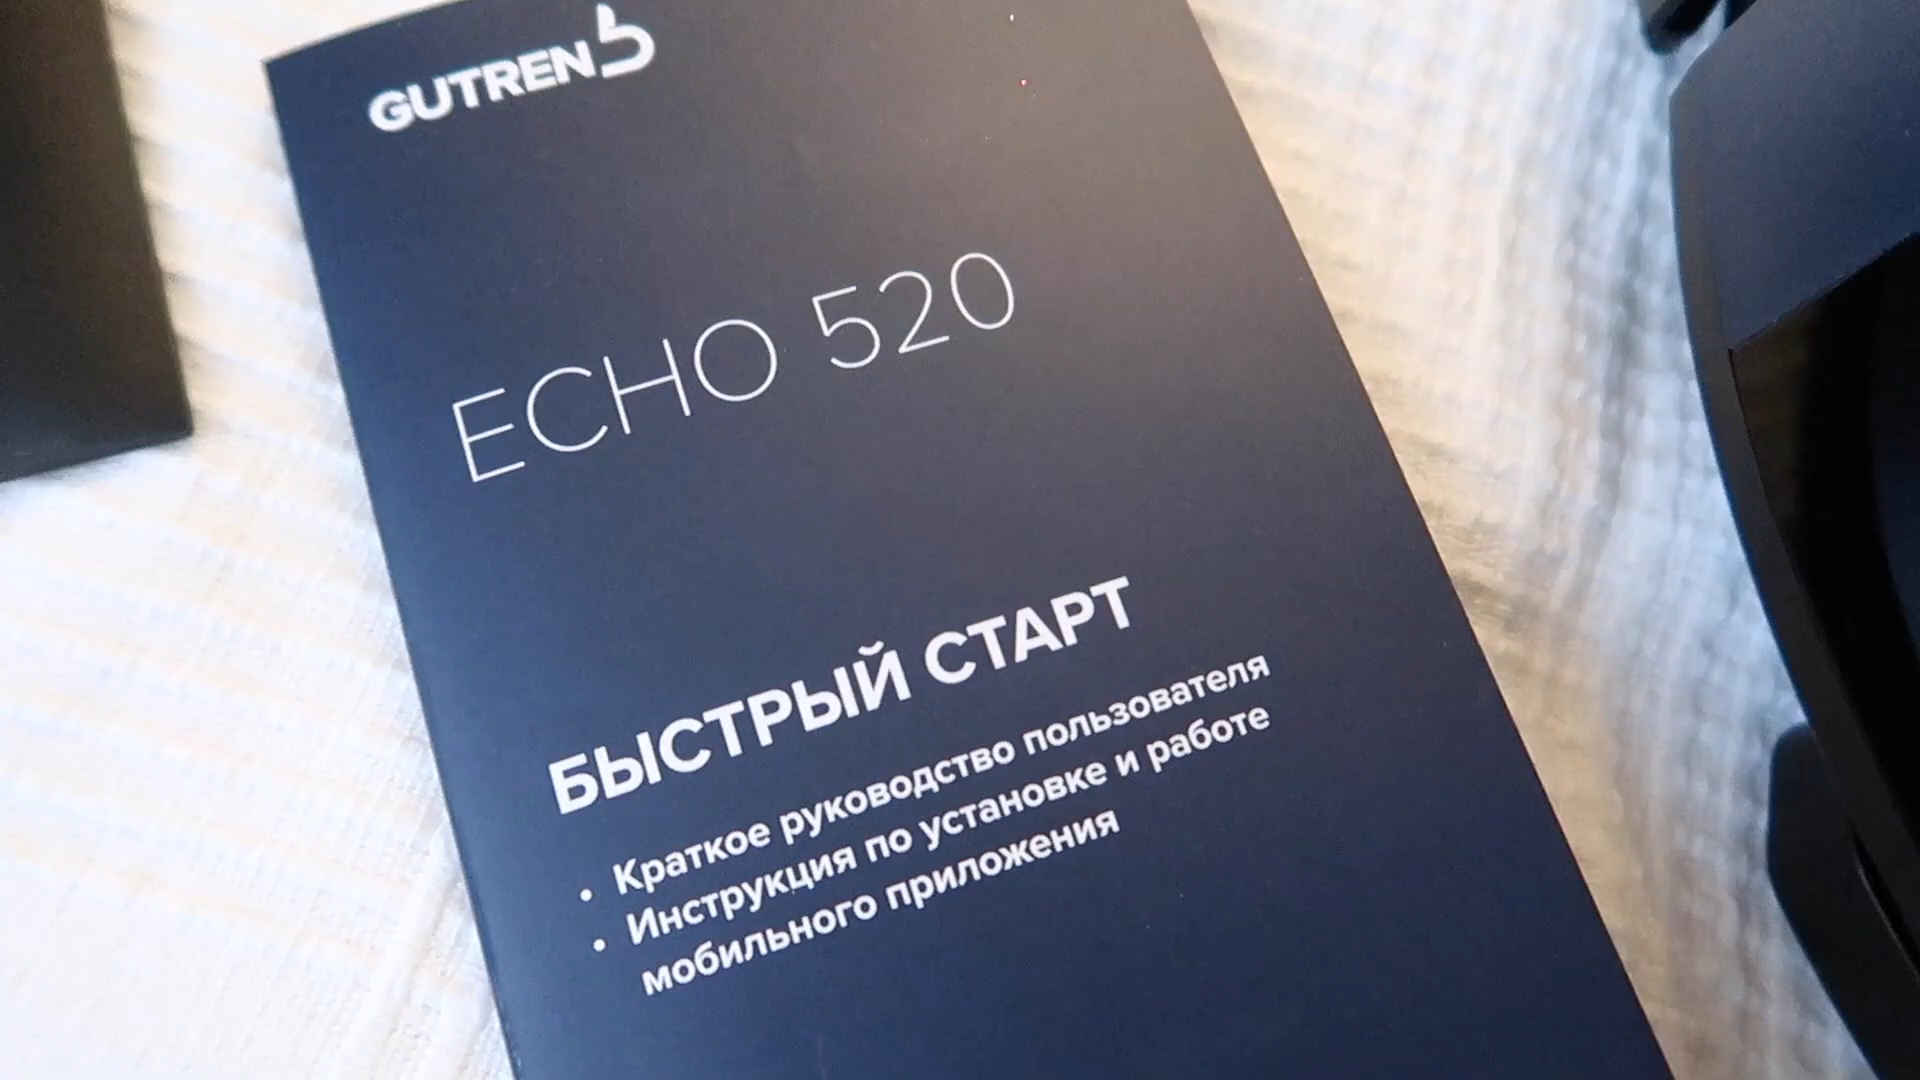 GUTREND
ECHO 520
БЫСТРЫЙ СТАРТ
• Краткое руководство пользователя
• Инструкция по установке и работе
мобильного приложения